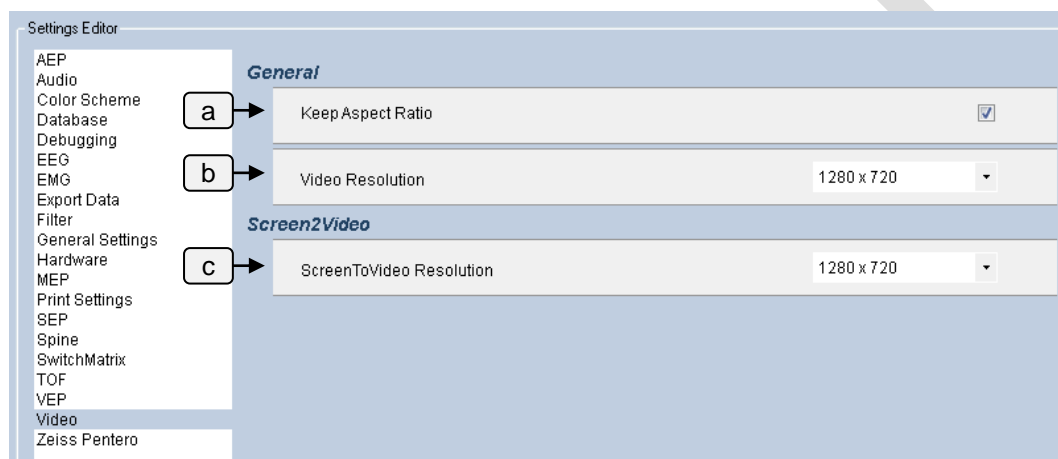 Settings Editor
AEP
Audio
Color Scheme
Database
Debugging
EEG
EMG
Export Data
Filter
General Settings
Hardware
MEP
Print Settings
SEP
Spine
SwitchMatrix
TOF
VEP
Video
Zeiss Pentero
General
a Keep Aspect Ratio
b Video Resolution 1280 x 720
Screen2Video
c ScreenToVideo Resolution 1280 x 720